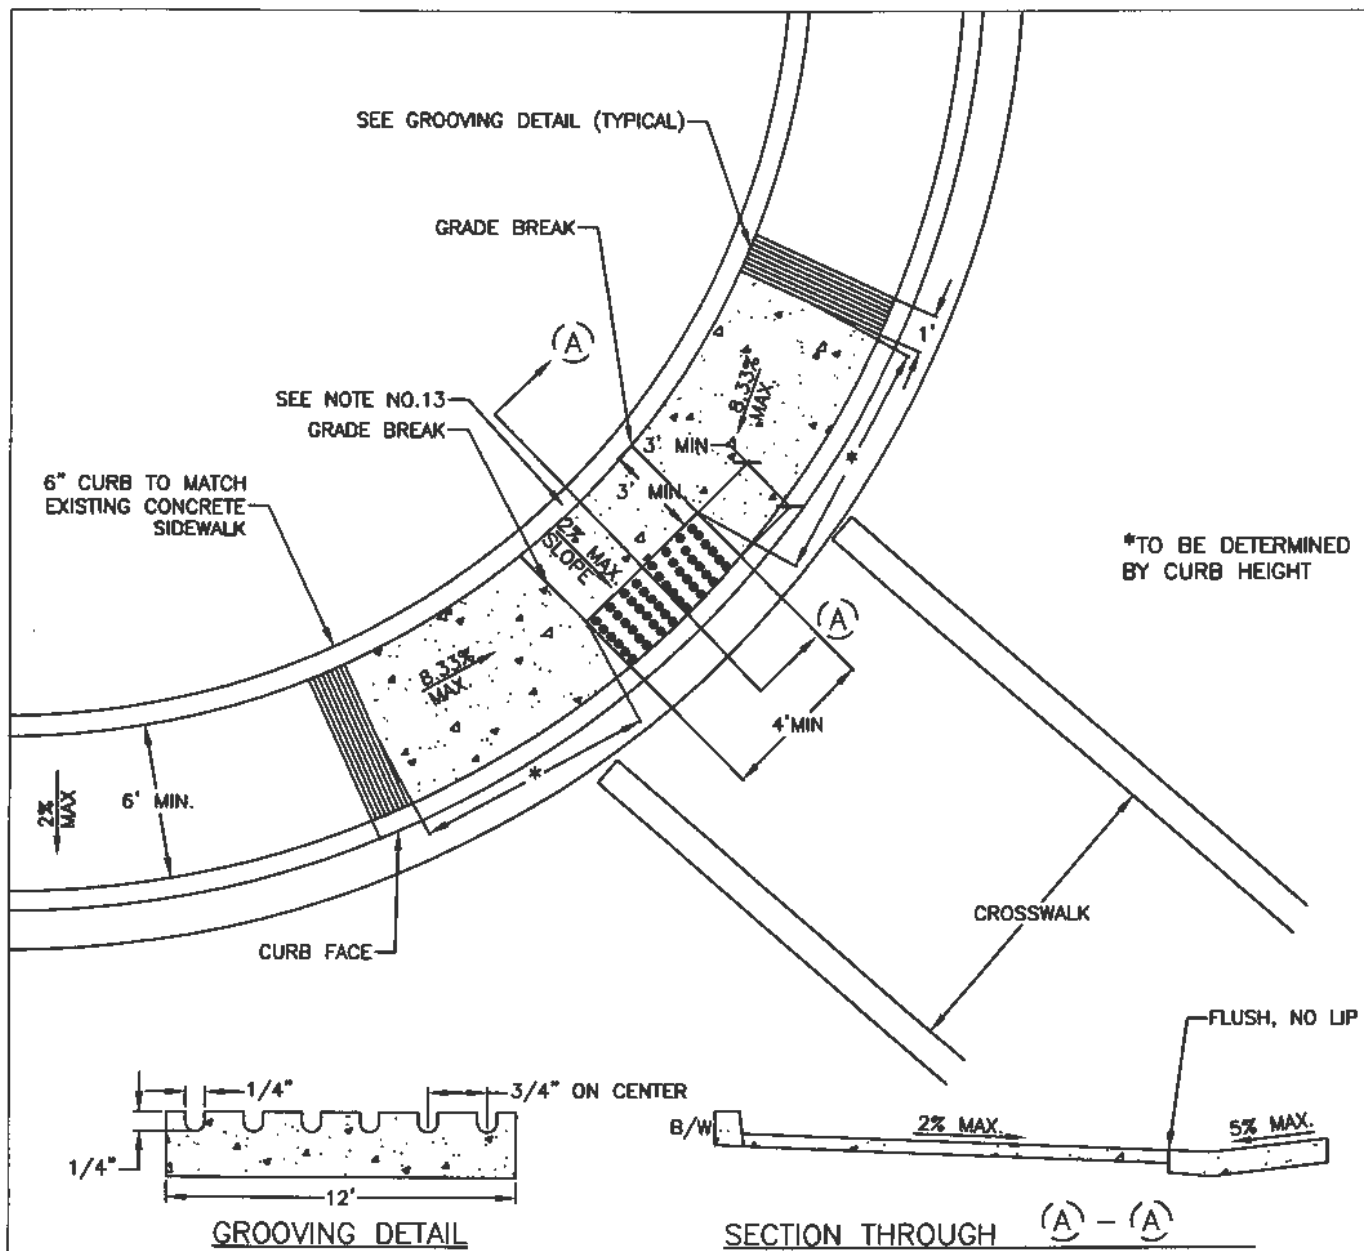 SEE GROOVING DETAIL (TYPICAL)
GRADE BREAK
(A)
1'
SEE NOTE NO.13
GRADE BREAK
8.33%
MAX.
3' MIN
*
6" CURB TO MATCH
EXISTING CONCRETE
SIDEWALK
3' MIN.
2% MAX.
SLOPE
*TO BE DETERMINED
BY CURB HEIGHT
(A)
8.33%
MAX.
4'MIN
*
2%
MAX
6' MIN.
CROSSWALK
CURB FACE
FLUSH, NO LIP
1/4"
3/4" ON CENTER
B/W
2% MAX.
5% MAX.
1/4"
12'
GROOVING DETAIL
SECTION THROUGH (A) - (A)